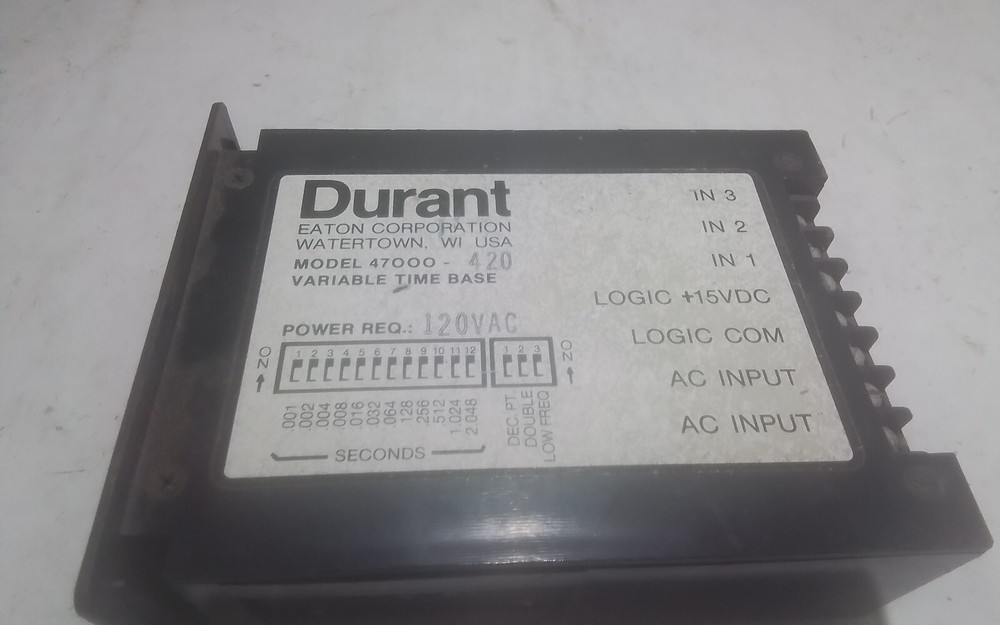 Durant
EATON CORPORATION
WATERTOWN, WI USA
MODEL 47000 - 420
VARIABLE TIME BASE
POWER REQ.: 120VAC
ON
1 2 3 4 5 6 7 8 9 10 11 12
1 2 3
ON
.001
.002
.004
.008
.016
.032
.064
.128
.256
.512
1.024
2.048
SECONDS
DEC. PT.
DOUBLE
LOW FREQ
IN 3
IN 2
IN 1
LOGIC +15VDC
LOGIC COM
AC INPUT
AC INPUT